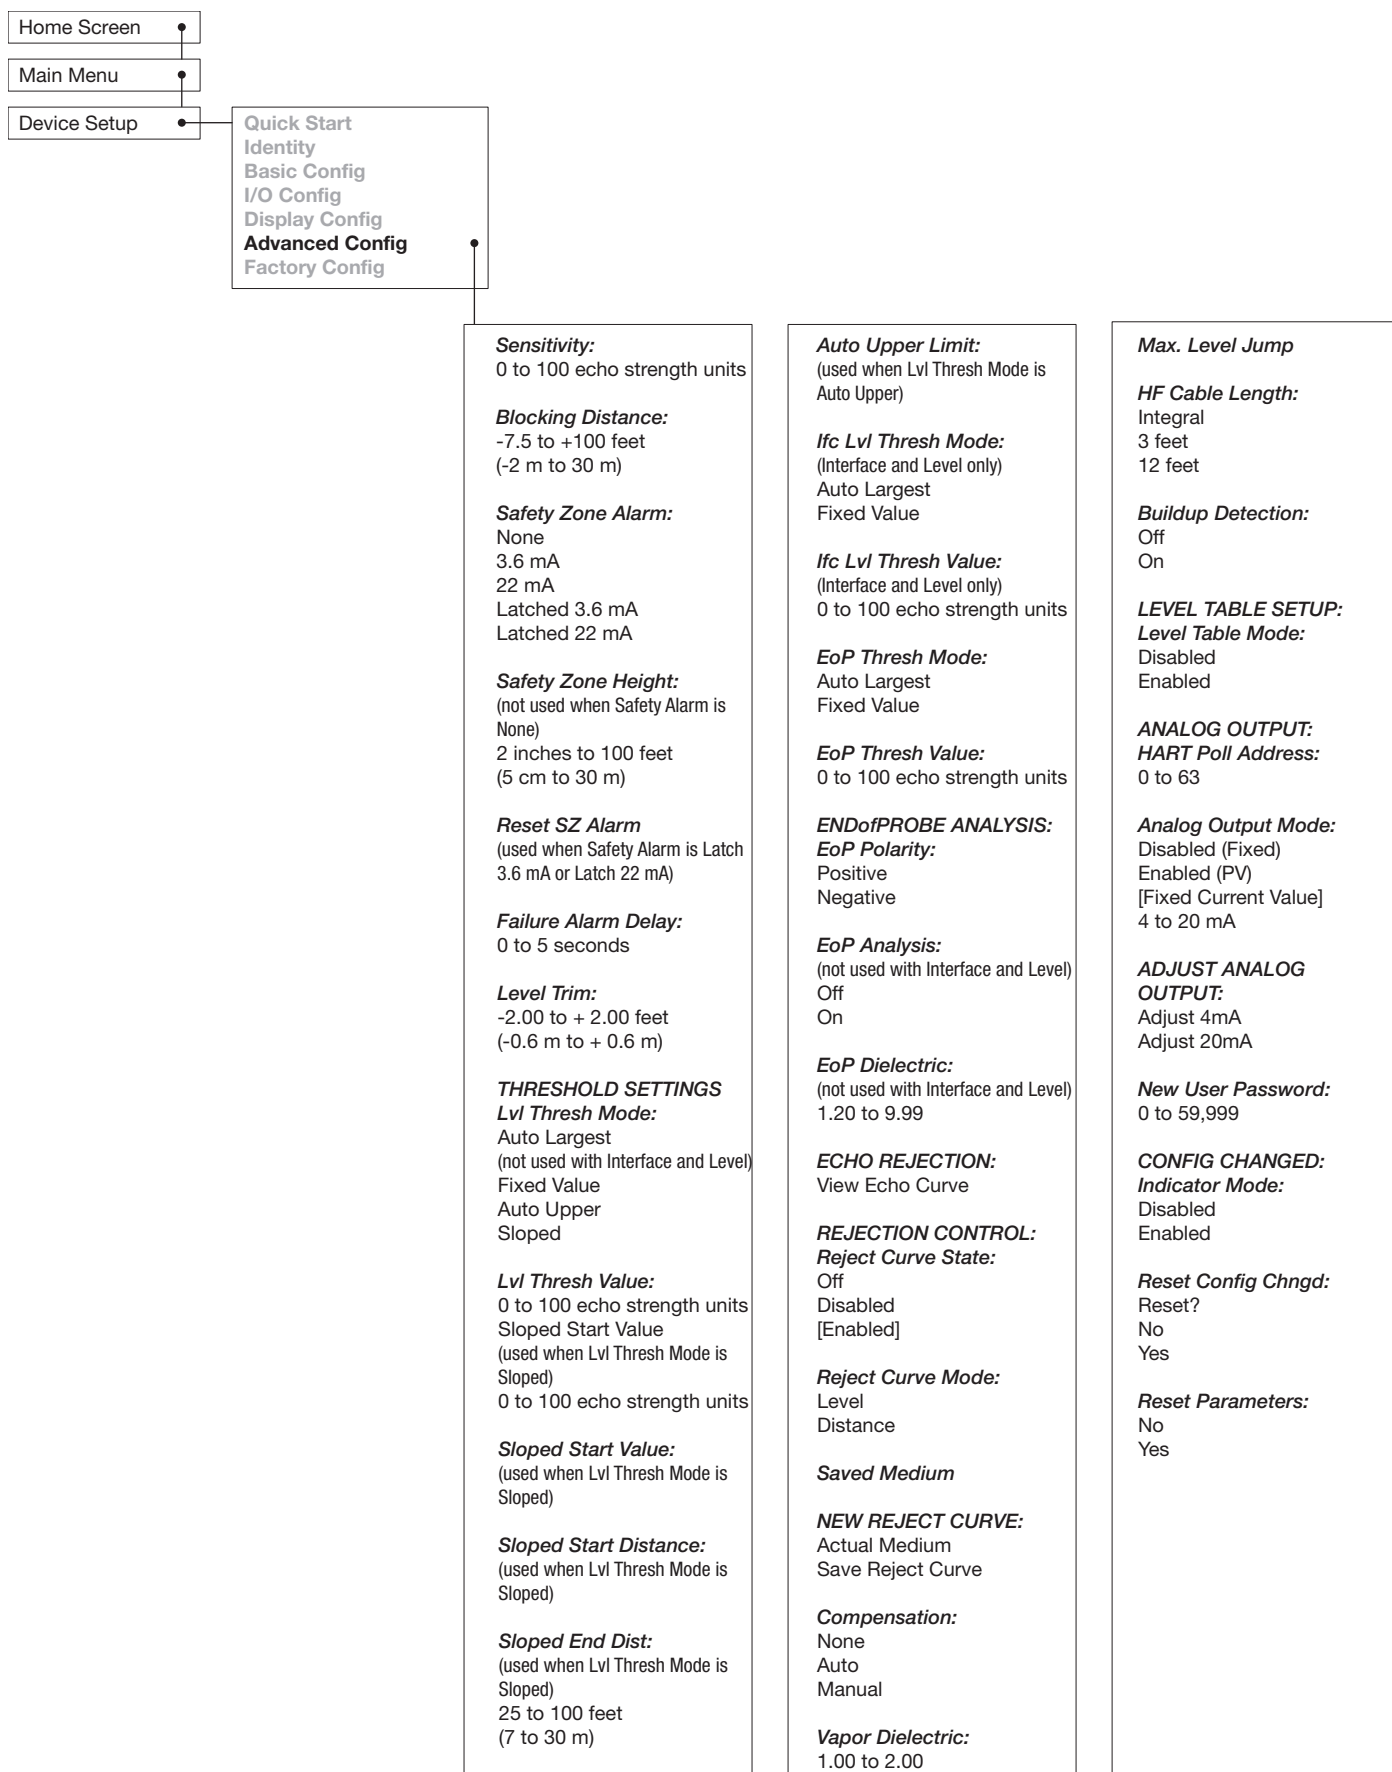 Home Screen
Main Menu
Device Setup
Quick Start
Identity
Basic Config
I/O Config
Display Config
Advanced Config
Factory Config
Sensitivity:
0 to 100 echo strength units
Blocking Distance:
-7.5 to +100 feet
(-2 m to 30 m)
Safety Zone Alarm:
None
3.6 mA
22 mA
Latched 3.6 mA
Latched 22 mA
Safety Zone Height:
(not used when Safety Alarm is
None)
2 inches to 100 feet
(5 cm to 30 m)
Reset SZ Alarm
(used when Safety Alarm is Latch
3.6 mA or Latch 22 mA)
Failure Alarm Delay:
0 to 5 seconds
Level Trim:
-2.00 to + 2.00 feet
(-0.6 m to + 0.6 m)
THRESHOLD SETTINGS
Lvl Thresh Mode:
Auto Largest
(not used with Interface and Level)
Fixed Value
Auto Upper
Sloped
Lvl Thresh Value:
0 to 100 echo strength units
Sloped Start Value
(used when Lvl Thresh Mode is
Sloped)
0 to 100 echo strength units
Sloped Start Value:
(used when Lvl Thresh Mode is
Sloped)
Sloped Start Distance:
(used when Lvl Thresh Mode is
Sloped)
Sloped End Dist:
(used when Lvl Thresh Mode is
Sloped)
25 to 100 feet
(7 to 30 m)
Auto Upper Limit:
(used when Lvl Thresh Mode is
Auto Upper)
Ifc Lvl Thresh Mode:
(Interface and Level only)
Auto Largest
Fixed Value
Ifc Lvl Thresh Value:
(Interface and Level only)
0 to 100 echo strength units
EoP Thresh Mode:
Auto Largest
Fixed Value
EoP Thresh Value:
0 to 100 echo strength units
ENDofPROBE ANALYSIS:
EoP Polarity:
Positive
Negative
EoP Analysis:
(not used with Interface and Level)
Off
On
EoP Dielectric:
(not used with Interface and Level)
1.20 to 9.99
ECHO REJECTION:
View Echo Curve
REJECTION CONTROL:
Reject Curve State:
Off
Disabled
[Enabled]
Reject Curve Mode:
Level
Distance
Saved Medium
NEW REJECT CURVE:
Actual Medium
Save Reject Curve
Compensation:
None
Auto
Manual
Vapor Dielectric:
1.00 to 2.00
Max. Level Jump
HF Cable Length:
Integral
3 feet
12 feet
Buildup Detection:
Off
On
LEVEL TABLE SETUP:
Level Table Mode:
Disabled
Enabled
ANALOG OUTPUT:
HART Poll Address:
0 to 63
Analog Output Mode:
Disabled (Fixed)
Enabled (PV)
[Fixed Current Value]
4 to 20 mA
ADJUST ANALOG
OUTPUT:
Adjust 4mA
Adjust 20mA
New User Password:
0 to 59,999
CONFIG CHANGED:
Indicator Mode:
Disabled
Enabled
Reset Config Chngd:
Reset?
No
Yes
Reset Parameters:
No
Yes